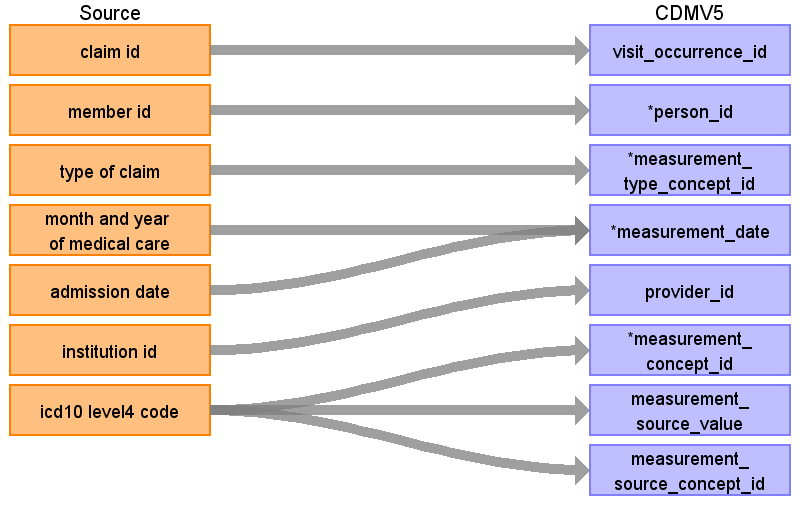 Source
CDMV5
claim id
visit_occurrence_id
member id
*person_id
type of claim
*measurement_
type_concept_id
month and year
of medical care
*measurement_date
admission date
provider_id
institution id
*measurement_
concept_id
icd10 level4 code
measurement_
source_value
measurement_
source_concept_id